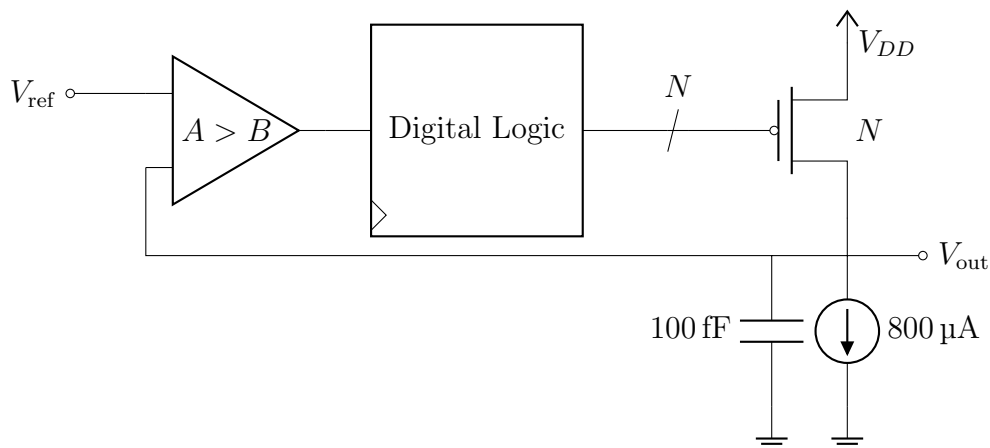 V_DD
V_ref
A > B
Digital Logic
N
N
V_out
100 fF
800 µA